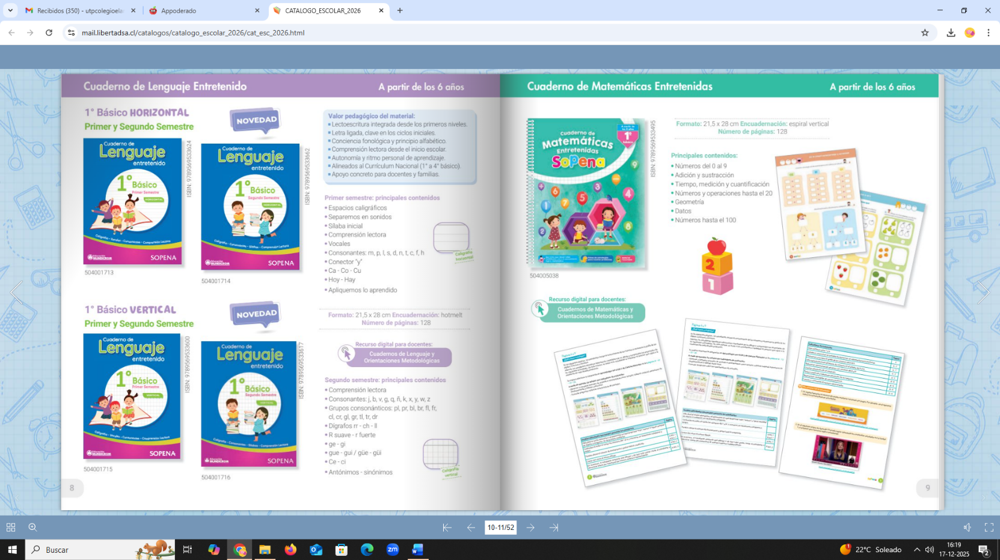 Recibidos (350) - utpcolegioela
Appoderado
CATALOGO_ESCOLAR_2026
mail.libertadsa.cl/catalogos/catalogo_escolar_2026/cat_esc_2026.html
Cuaderno de Lenguaje Entretenido
A partir de los 6 años
1° Básico HORIZONTAL
Primer y Segundo Semestre
NOVEDAD
Cuaderno de
Lenguaje
entretenido
1° Básico
Primer Semestre
HORIZONTAL
SOPENA
ISBN: 9789569533624
504001713
Cuaderno de
Lenguaje
entretenido
1° Básico
Segundo Semestre
HORIZONTAL
SOPENA
ISBN: 9789569533662
504001714
Valor pedagógico del material:
Lectoescritura integrada desde los primeros niveles.
Letra ligada, clave en los ciclos iniciales.
Conciencia fonológica y principio alfabético.
Comprensión lectora desde el inicio escolar.
Autonomía y ritmo personal de aprendizaje.
Alineados al Currículum Nacional (1° a 4° básico).
Apoyo concreto para docentes y familias.
Primer semestre: principales contenidos
• Espacios caligráficos
• Separemos en sonidos
• Sílaba inicial
• Comprensión lectora
• Vocales
• Consonantes: m, p, l, s, d, n, t, c, f, h
• Conector "y"
• Ca - Co - Cu
• Hoy - Hay
• Apliquemos lo aprendido
Caligrafía
horizontal
1° Básico VERTICAL
Primer y Segundo Semestre
NOVEDAD
Cuaderno de
Lenguaje
entretenido
1° Básico
Primer Semestre
VERTICAL
SOPENA
ISBN: 9789569533600
504001715
Cuaderno de
Lenguaje
entretenido
1° Básico
Segundo Semestre
VERTICAL
SOPENA
ISBN: 9789569533617
504001716
Formato: 21,5 x 28 cm Encuadernación: hotmelt
Número de páginas: 128
Recurso digital para docentes:
Cuadernos de Lenguaje y
Orientaciones Metodológicas
Segundo semestre: principales contenidos
• Comprensión lectora
• Consonantes: j, b, v, g, q, ñ, k, x, y, w, z
• Grupos consonánticos: pl, pr, bl, br, fl, fr,
cl, cr, gl, gr, tl, tr, dr
• Dígrafos rr - ch - ll
• R suave - r fuerte
• ge - gi
• gue - gui / güe - güi
• Ce - ci
• Antónimos - sinónimos
Caligrafía
vertical
8
Cuaderno de Matemáticas Entretenidas
A partir de los 6 años
Cuaderno de
Matemáticas
Entretenidas
SoPena
1°
ISBN: 9789569533495
504005038
Formato: 21,5 x 28 cm Encuadernación: espiral vertical
Número de páginas: 128
Principales contenidos:
• Números del 0 al 9
• Adición y sustracción
• Tiempo, medición y cuantificación
• Números y operaciones hasta el 20
• Geometría
• Datos
• Números hasta el 100
2
1
Recurso digital para docentes:
Cuadernos de Matemáticas y
Orientaciones Metodológicas
9
10-11/52
Buscar
22°C Soleado
16:19
17-12-2025
2